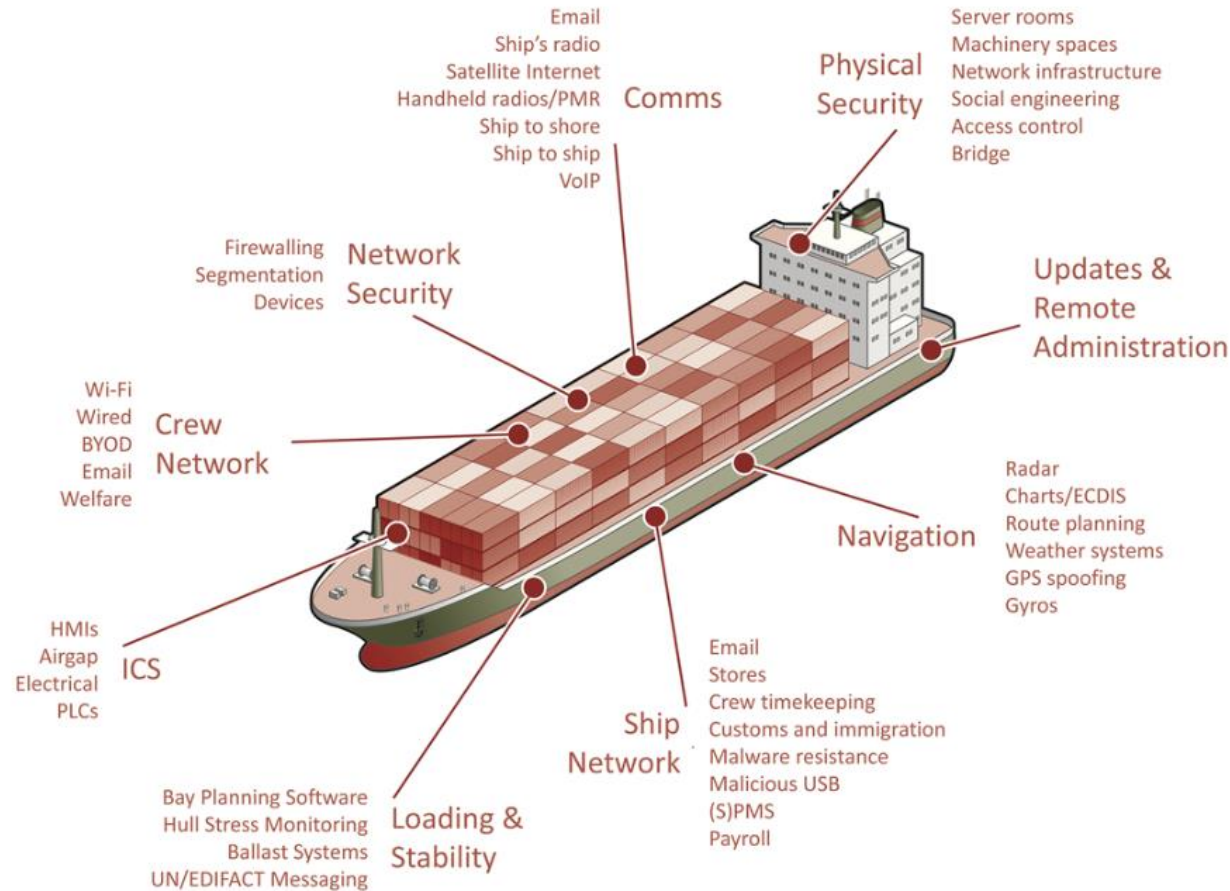 Email
Ship's radio
Satellite Internet
Handheld radios/PMR
Ship to shore
Ship to ship
VoIP
Comms
Physical
Security
Server rooms
Machinery spaces
Network infrastructure
Social engineering
Access control
Bridge
Firewalling
Segmentation
Devices
Network
Security
Updates &
Remote
Administration
Wi-Fi
Wired
BYOD
Email
Welfare
Crew
Network
Navigation
Radar
Charts/ECDIS
Route planning
Weather systems
GPS spoofing
Gyros
HMIs
Airgap
Electrical
PLCs
ICS
Ship
Network
Email
Stores
Crew timekeeping
Customs and immigration
Malware resistance
Malicious USB
(S)PMS
Payroll
Bay Planning Software
Hull Stress Monitoring
Ballast Systems
UN/EDIFACT Messaging
Loading &
Stability